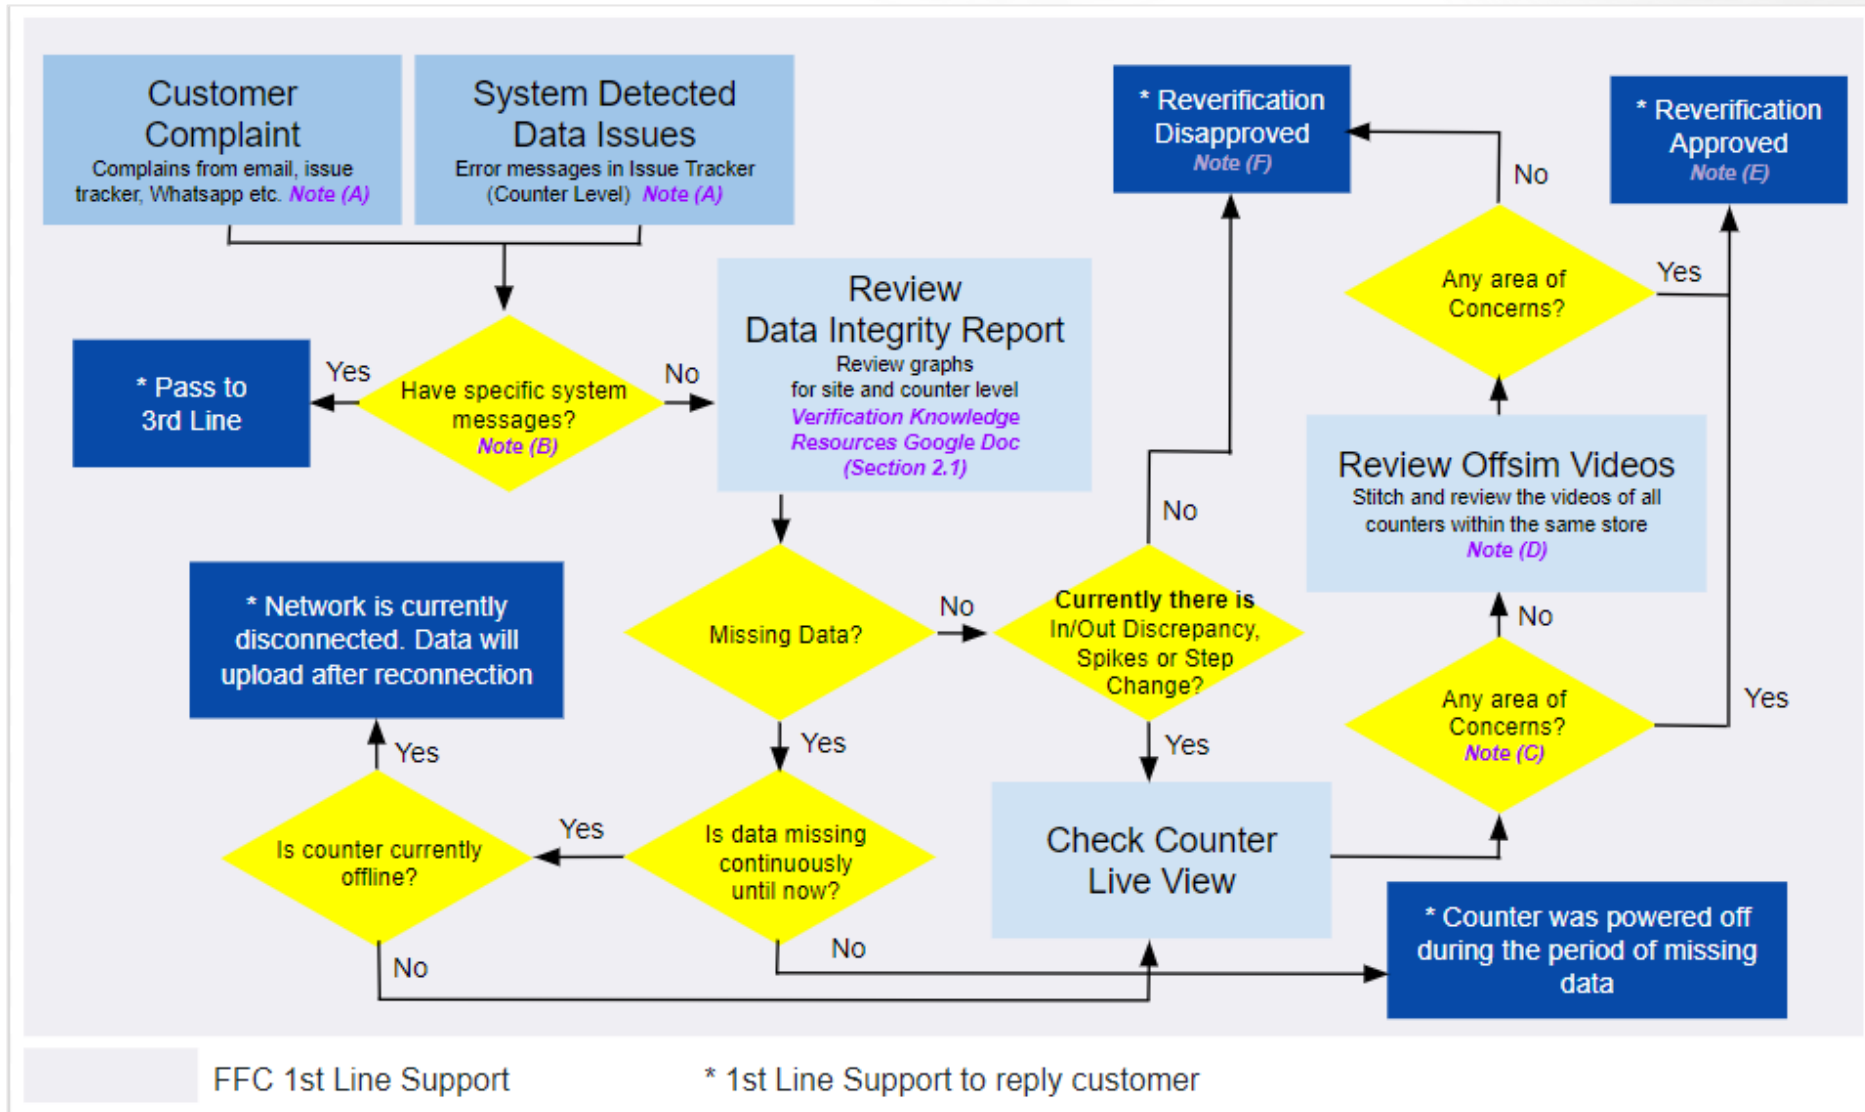 Customer
Complaint
Complains from email, issue
tracker, Whatsapp etc. Note (A)
System Detected
Data Issues
Error messages in Issue Tracker
(Counter Level) Note (A)
* Reverification
Disapproved
Note (F)
* Reverification
Approved
Note (E)
No
Any area of
Concerns?
Yes
Review
Data Integrity Report
Review graphs
for site and counter level
Verification Knowledge
Resources Google Doc
(Section 2.1)
* Pass to
3rd Line
Yes
Have specific system
messages?
Note (B)
No
Review Offsim Videos
Stitch and review the videos of all
counters within the same store
Note (D)
No
* Network is currently
disconnected. Data will
upload after reconnection
Missing Data?
No
Currently there is
In/Out Discrepancy,
Spikes or Step
Change?
No
Any area of
Concerns?
Note (C)
Yes
Yes
Yes
Yes
Is counter currently
offline?
Yes
Is data missing
continuously
until now?
Check Counter
Live View
No
No
* Counter was powered off
during the period of missing
data
FFC 1st Line Support
* 1st Line Support to reply customer